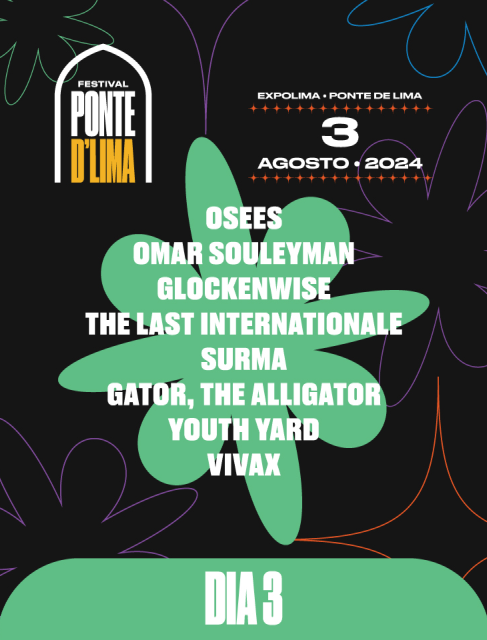 FESTIVAL
PONTE
D'LIMA
EXPOLIMA • PONTE DE LIMA
3
AGOSTO • 2024
OSEES
OMAR SOULEYMAN
GLOCKENWISE
THE LAST INTERNATIONALE
SURMA
GATOR, THE ALLIGATOR
YOUTH YARD
VIVAX
DIA 3